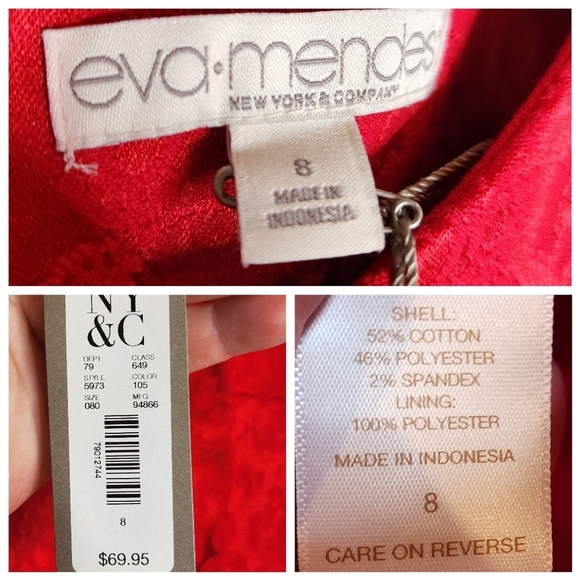 eva·mendes
NEW YORK & COMPANY
8
MADE IN
INDONESIA
NY
&C
DEPT CLASS
79 649
STYLE COLOR
5973 105
SIZE MFG
080 94866
79012744
8
$69.95
SHELL:
52% COTTON
46% POLYESTER
2% SPANDEX
LINING:
100% POLYESTER
MADE IN INDONESIA
8
CARE ON REVERSE